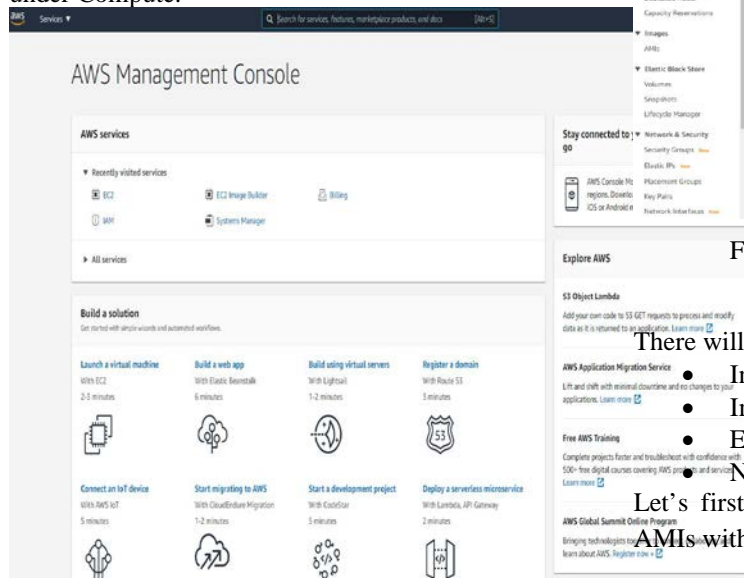 under Compute.
aws Services ▼ Search for services, features, marketplace products, and docs [Alt+S]
AWS Management Console
AWS services
▼ Recently visited services
EC2 EC2 Image Builder Billing
IAM Systems Manager
▶ All services
Build a solution
Get started with simple wizards and automated workflows.
Launch a virtual machine
With EC2
2-3 minutes
Build a web app
With Elastic Beanstalk
6 minutes
Build using virtual servers
With Lightsail
1-2 minutes
Register a domain
With Route 53
3 minutes
53
Connect an IoT device
With AWS IoT
5 minutes
Start migrating to AWS
With CloudEndure Migration
1-2 minutes
Start a development project
With CodeStar
5 minutes
Deploy a serverless microservice
With Lambda, API Gateway
2 minutes
Stay connected to
go
AWS Console
regions.
iOS or Android
Explore AWS
S3 Object Lambda
Add your own code to S3 GET requests to process and modify
data as it is returned to an application. Learn more
AWS Application Migration Service
Lift and shift with minimal downtime and no changes to your
applications. Learn more
Free AWS Training
Complete projects faster and troubleshoot with confidence with
500+ free digital courses covering AWS products and services.
Learn more
AWS Global Summit Online Program
Bringing technologists
learn about AWS. Register now »
Capacity Reservations
▼ Images
AMIs
▼ Elastic Block Store
Volumes
Snapshots
Lifecycle Manager
▼ Network & Security
Security Groups New
Elastic IPs New
Placement Groups
Key Pairs
Network Interfaces New
F
There will
• In
• In
• E
• N
Let's first
AMIs with